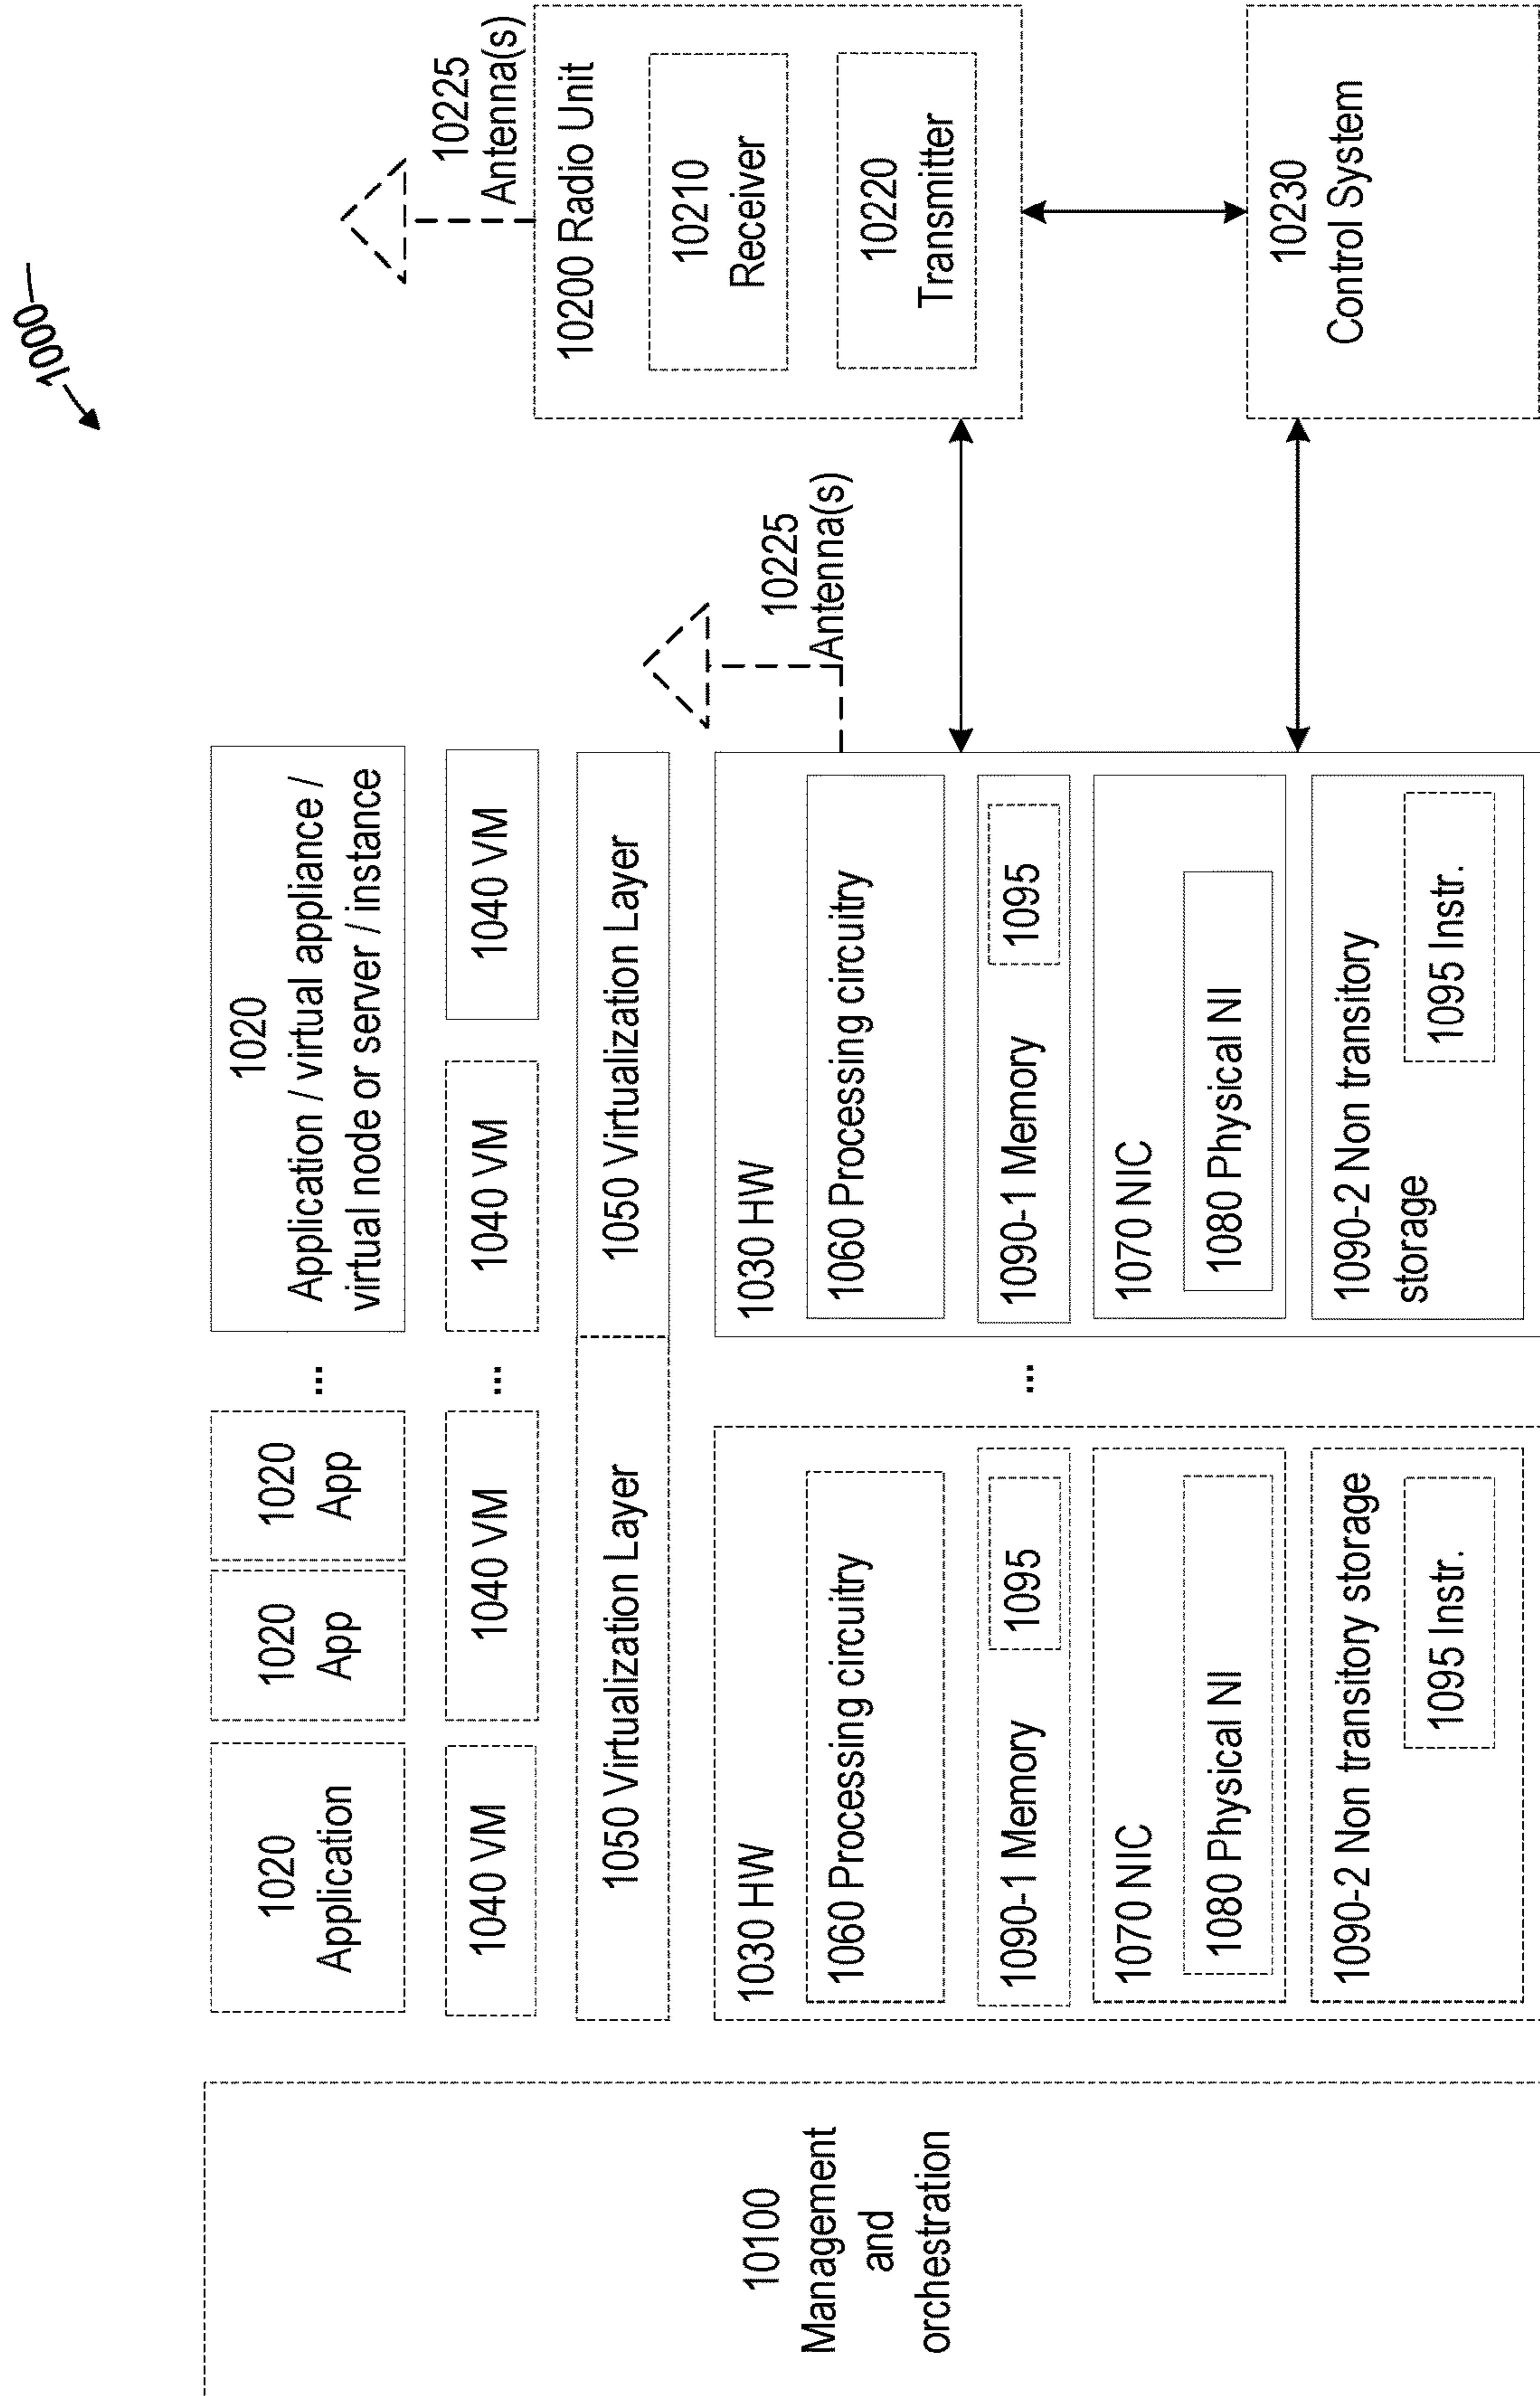 1000
10100
Management
and
orchestration
1020
Application
1020
App
1020
App
...
1020
Application / virtual appliance /
virtual node or server / instance
1040 VM
1040 VM
...
1040 VM
1040 VM
1050 Virtualization Layer
1050 Virtualization Layer
1030 HW
1060 Processing circuitry
1090-1 Memory
1095
1070 NIC
1080 Physical NI
1090-2 Non transitory storage
1095 Instr.
...
1030 HW
1060 Processing circuitry
1090-1 Memory
1095
1070 NIC
1080 Physical NI
1090-2 Non transitory
storage
1095 Instr.
10225
Antenna(s)
10225
Antenna(s)
10200 Radio Unit
10210
Receiver
10220
Transmitter
10230
Control System